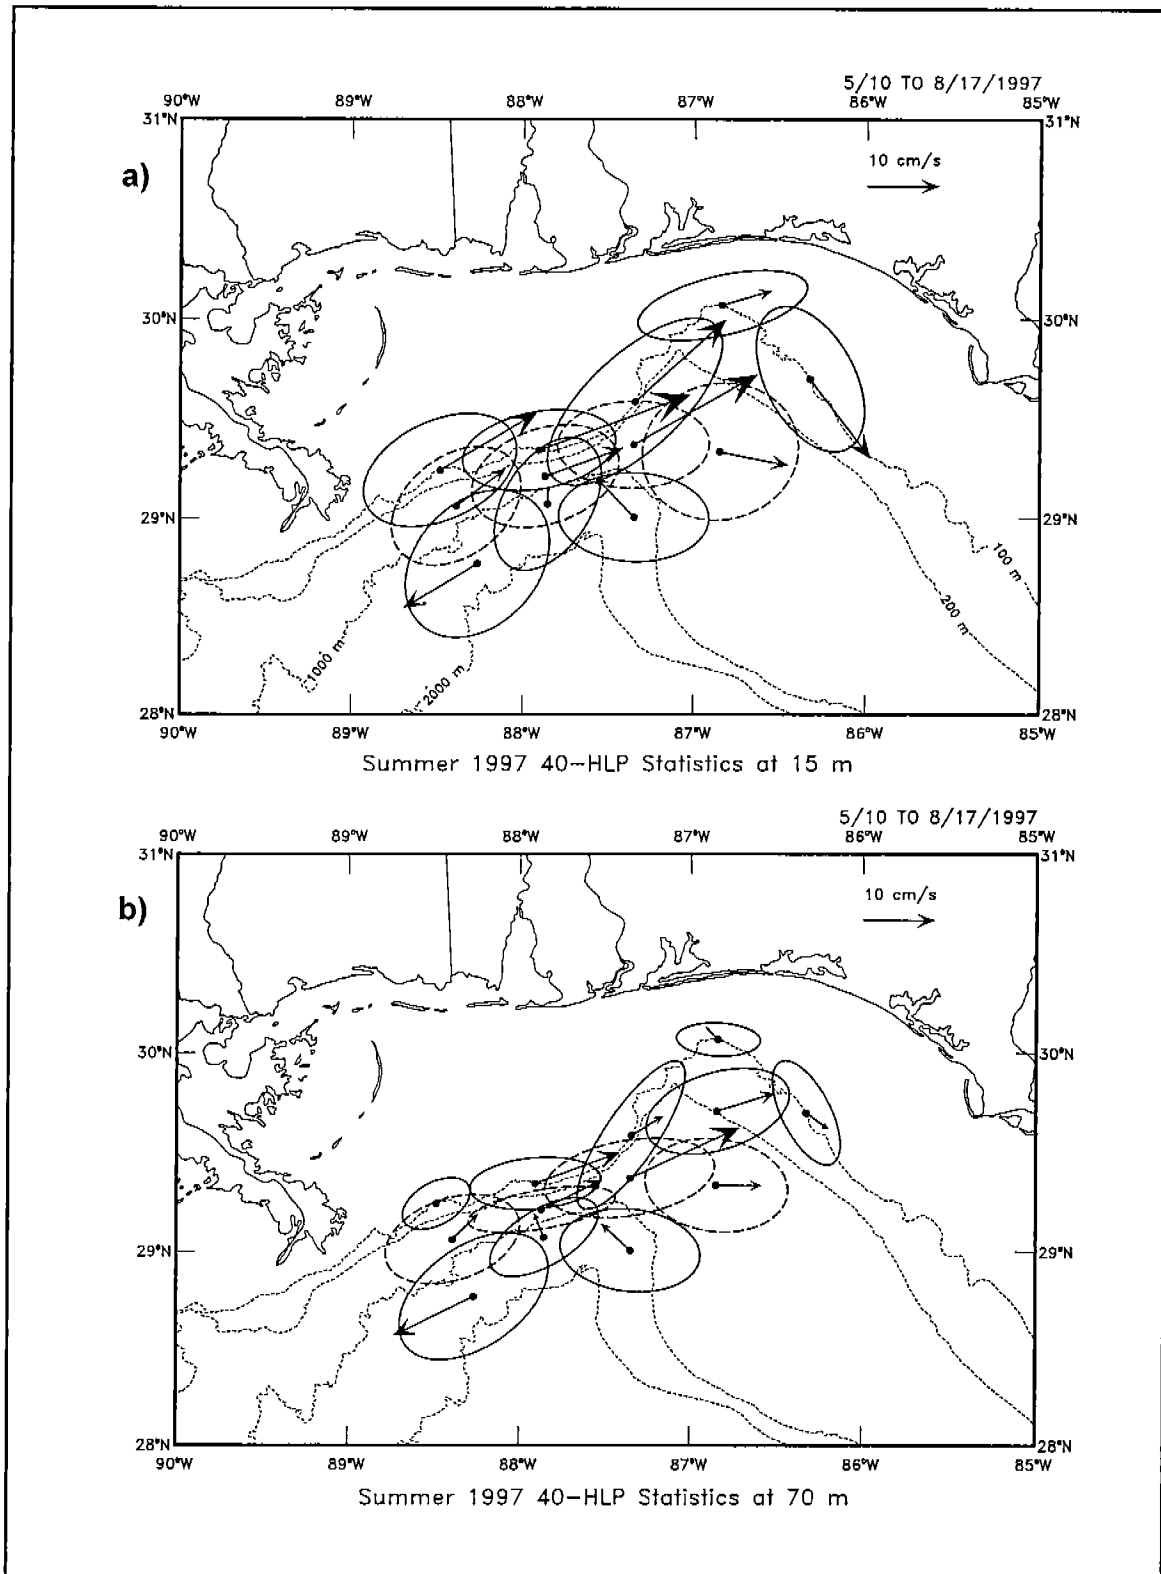 5/10 TO 8/17/1997
90°W 89°W 88°W 87°W 86°W 85°W
31°N 31°N
a)
10 cm/s
30°N 30°N
29°N 29°N
100 m
200 m
1000 m
2000 m
28°N 28°N
90°W 89°W 88°W 87°W 86°W 85°W
Summer 1997 40-HLP Statistics at 15 m
5/10 TO 8/17/1997
90°W 89°W 88°W 87°W 86°W 85°W
31°N 31°N
b)
10 cm/s
30°N 30°N
29°N 29°N
28°N 28°N
90°W 89°W 88°W 87°W 86°W 85°W
Summer 1997 40-HLP Statistics at 70 m